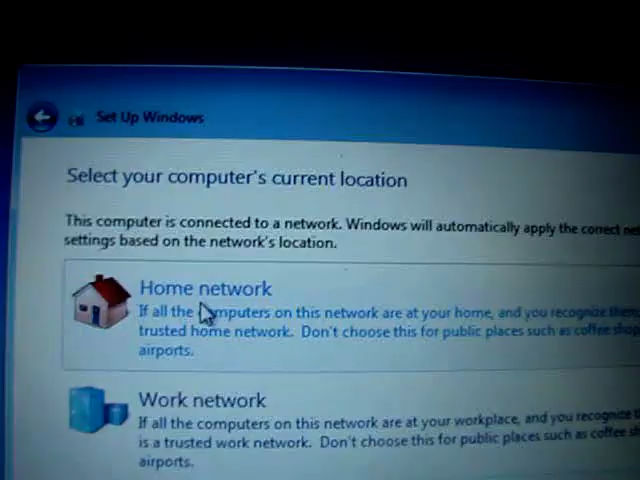 Set Up Windows
Select your computer's current location
This computer is connected to a network. Windows will automatically apply the correct
settings based on the network's location.
Home network
If all the computers on this network are at your home, and you recognize
trusted home network. Don't choose this for public places such as coffee
airports.
Work network
If all the computers on this network are at your workplace, and you recognize
is a trusted work network. Don't choose this for public places such as coffee
airports.